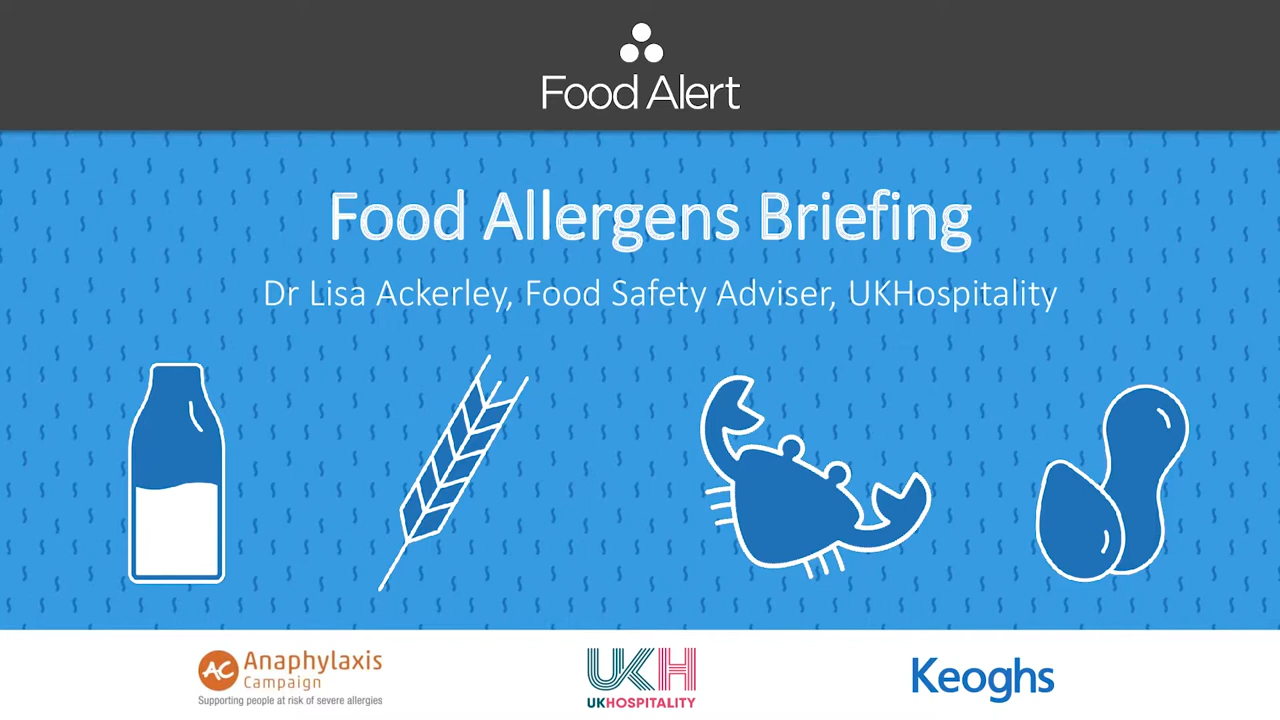 Food Alert
Food Allergens Briefing
Dr Lisa Ackerley, Food Safety Adviser, UKHospitality
AC Anaphylaxis
Campaign
Supporting people at risk of severe allergies
UKH
UKHOSPITALITY
Keoghs